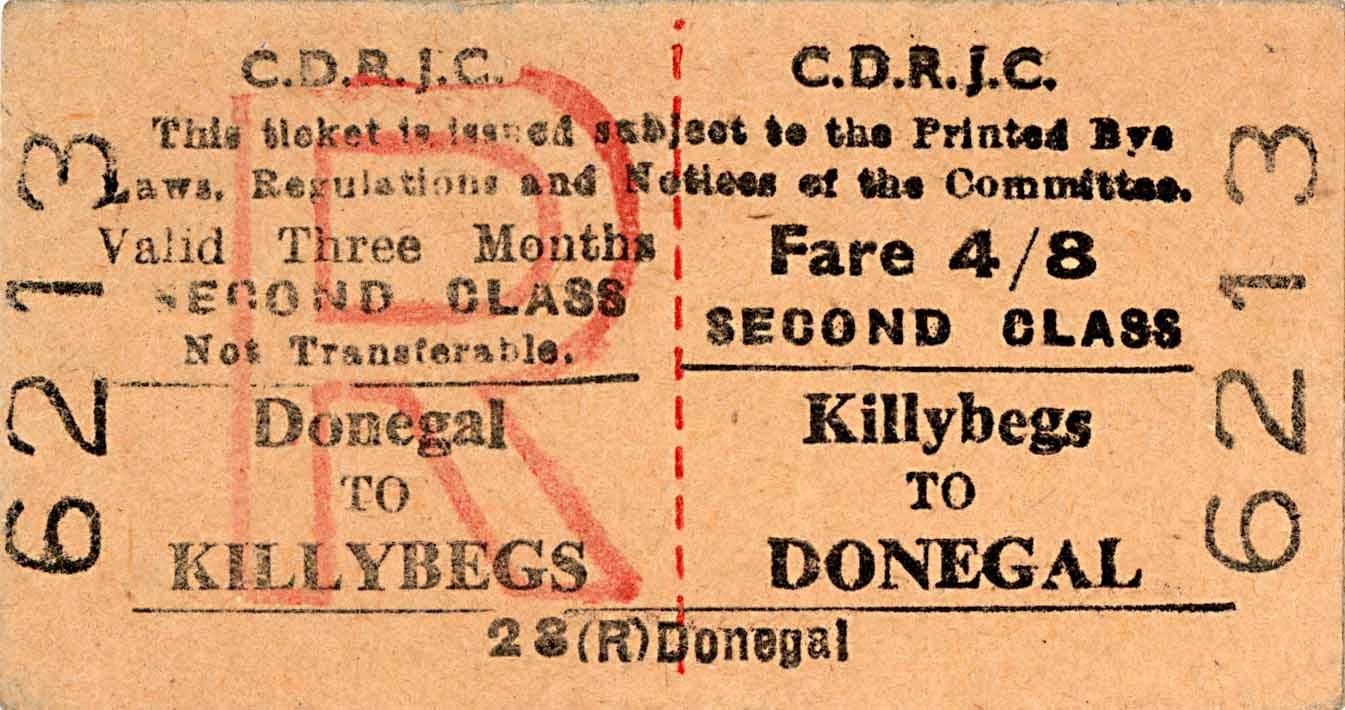 C.D.R.J.C. C.D.R.J.C.
This ticket is issued subject to the Printed Bye
Laws, Regulations and Notices of the Committee.
Valid Three Months
SECOND CLASS
Not Transferable.
Donegal
TO
KILLYBEGS
Fare 4/8
SECOND CLASS
Killybegs
TO
DONEGAL
23(R)Donegal
6213
6213
R